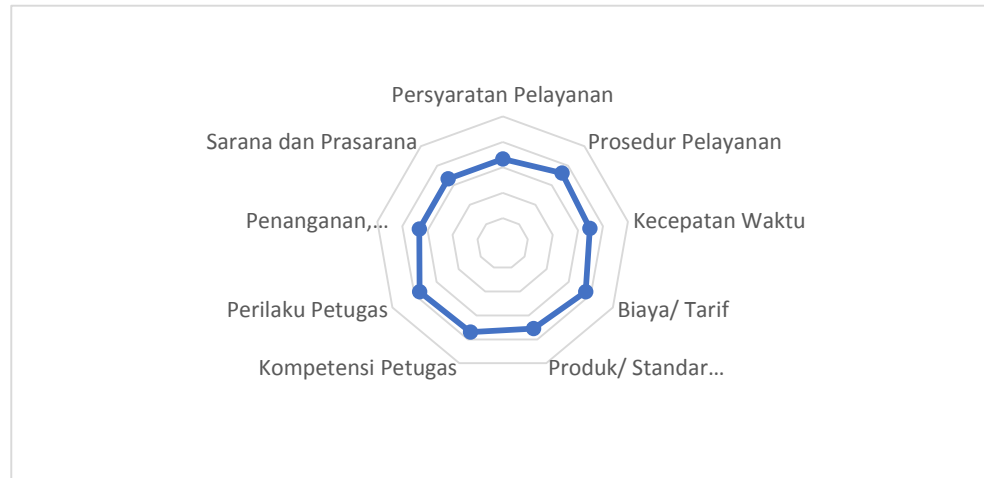 Persyaratan Pelayanan
Prosedur Pelayanan
Kecepatan Waktu
Biaya/ Tarif
Produk/ Standar...
Kompetensi Petugas
Perilaku Petugas
Penanganan,...
Sarana dan Prasarana